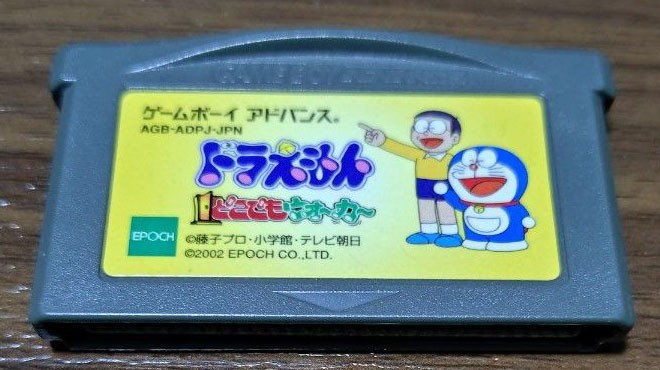 GAME BOY ADVANCE
ゲームボーイ アドバンス®
AGB-ADPJ-JPN
ドラえもん
どこでもウォーカー
EPOCH
©藤子プロ・小学館・テレビ朝日
©2002 EPOCH CO.,LTD.